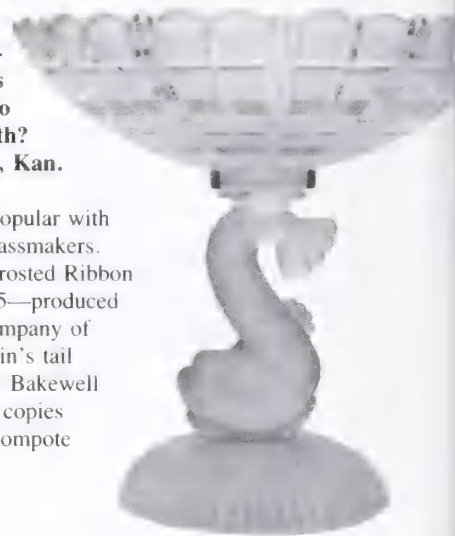 s
o
th?
, Kan.
opular with
assmakers.
rosted Ribbon
5—produced
mpany of
in's tail
Bakewell
copies
ompote